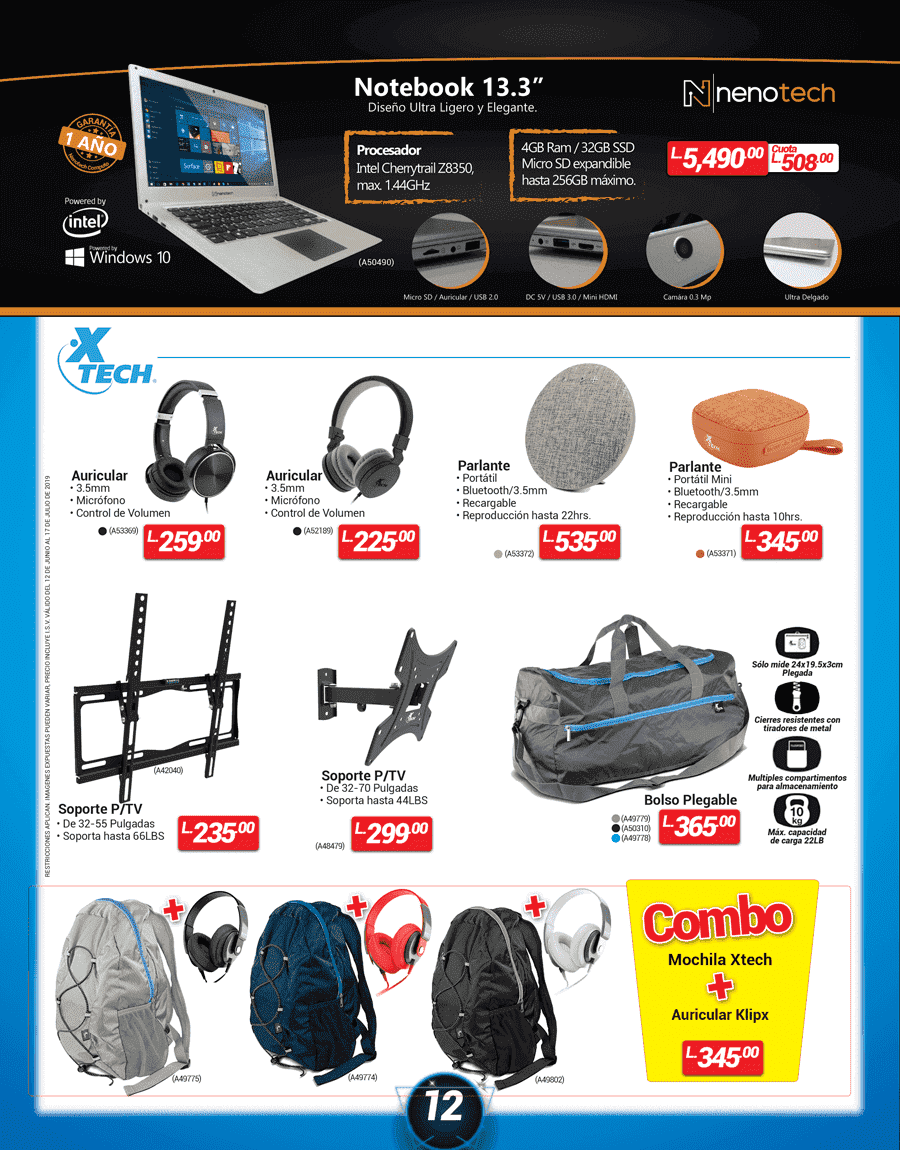 Notebook 13.3”
Diseño Ultra Ligero y Elegante.
nenotech
GARANTÍA
1 AÑO
Nenotech Computer
Procesador
Intel Cherrytrail Z8350,
max. 1.44GHz
4GB Ram / 32GB SSD
Micro SD expandible
hasta 256GB máximo.
L.5,490.00
Cuota
L.508.00
Powered by
intel
Powered by
Windows 10
nenotech
(A50490)
Micro SD / Auricular / USB 2.0
DC 5V / USB 3.0 / Mini HDMI
Camára 0.3 Mp
Ultra Delgado
X
TECH
Auricular
• 3.5mm
• Micrófono
• Control de Volumen
(A53369)
L.259.00
Auricular
• 3.5mm
• Micrófono
• Control de Volumen
(A52189)
L.225.00
Parlante
• Portátil
• Bluetooth/3.5mm
• Recargable
• Reproducción hasta 22hrs.
(A53372)
L.535.00
X
TECH
Parlante
• Portátil Mini
• Bluetooth/3.5mm
• Recargable
• Reproducción hasta 10hrs.
(A53371)
L.345.00
RESTRICCIONES APLICAN. IMAGENES EXPUESTAS PUEDEN VARIAR, PRECIO INCLUYE I.S.V. VÁLIDO DEL 12 DE JUNIO AL 17 DE JULIO DE 2019
(A42040)
Soporte P/TV
• De 32-55 Pulgadas
• Soporta hasta 66LBS
L.235.00
Soporte P/TV
• De 32-70 Pulgadas
• Soporta hasta 44LBS
(A48479)
L.299.00
Bolso Plegable
(A49779)
(A50310)
(A49778)
L.365.00
Sólo mide 24x19.5x3cm
Plegada
Cierres resistentes con
tiradores de metal
Multiples compartimentos
para almacenamiento
10
kg
Máx. capacidad
de carga 22LB
+
+
+
(A49775)
(A49774)
(A49802)
Combo
Mochila Xtech
+
Auricular Klipx
L.345.00
12